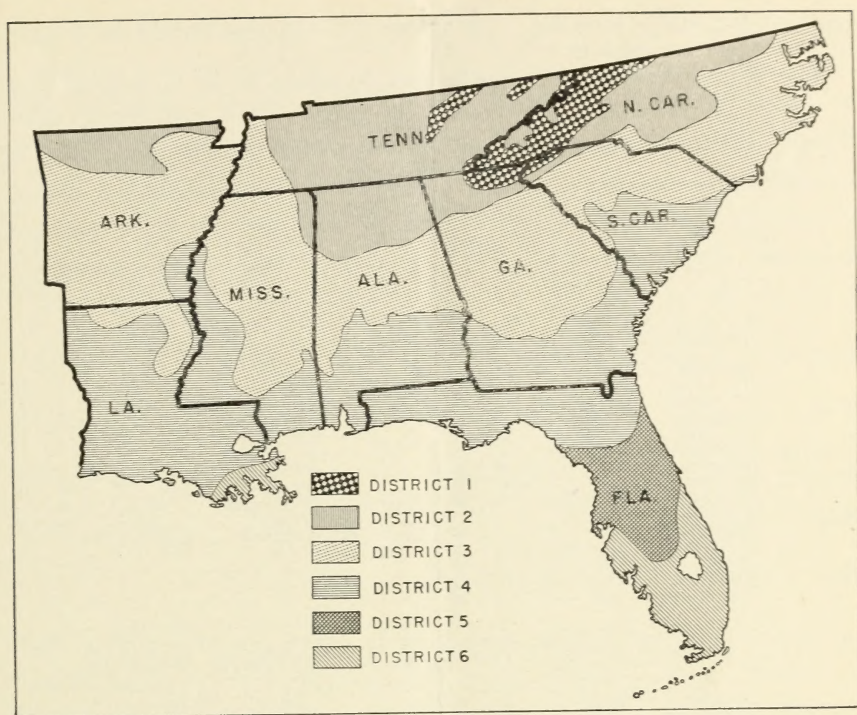 TENN.
N. CAR.
ARK.
S. CAR.
MISS.
ALA.
GA.
LA.
FLA.
DISTRICT 1
DISTRICT 2
DISTRICT 3
DISTRICT 4
DISTRICT 5
DISTRICT 6